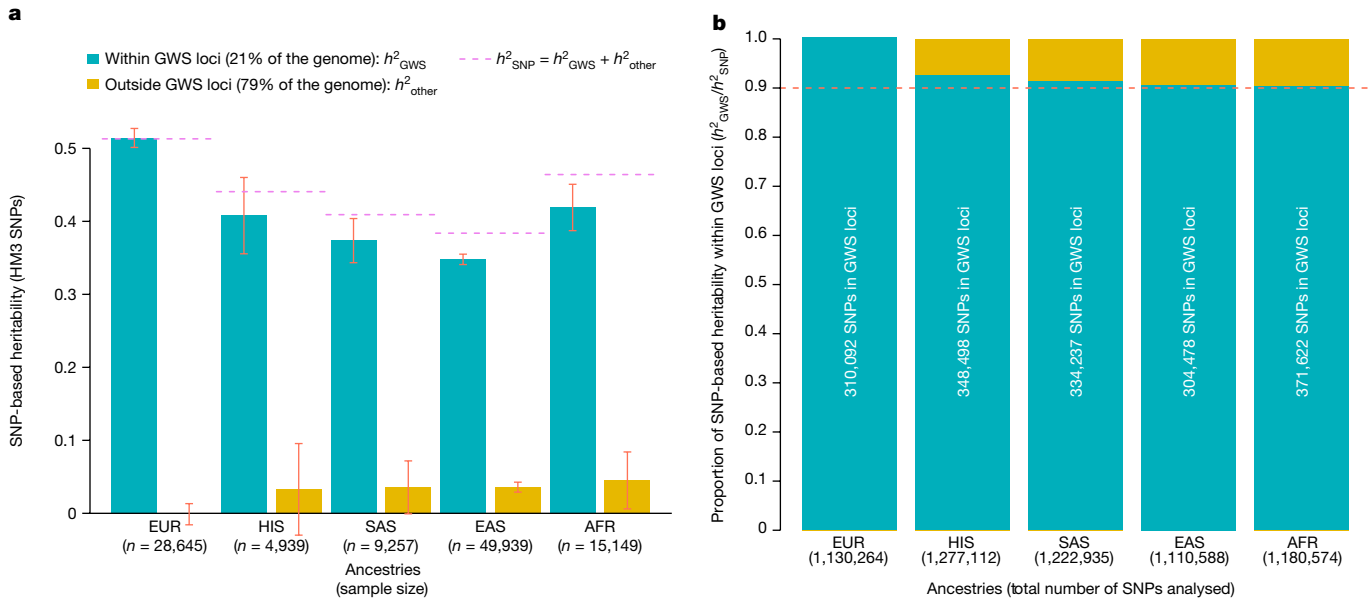 a
Within GWS loci (21% of the genome): h²GWS
Outside GWS loci (79% of the genome): h²other
h²SNP = h²GWS + h²other
SNP-based heritability (HM3 SNPs)
0.5
0.4
0.3
0.2
0.1
0
EUR HIS SAS EAS AFR
(n = 28,645) (n = 4,939) (n = 9,257) (n = 49,939) (n = 15,149)
Ancestries
(sample size)
b
Proportion of SNP-based heritability within GWS loci (h²GWS/h²SNP)
1.0
0.9
0.8
0.7
0.6
0.5
0.4
0.3
0.2
0.1
0
310,092 SNPs in GWS loci
348,498 SNPs in GWS loci
334,237 SNPs in GWS loci
304,478 SNPs in GWS loci
371,622 SNPs in GWS loci
EUR HIS SAS EAS AFR
(1,130,264) (1,277,112) (1,222,935) (1,110,588) (1,180,574)
Ancestries (total number of SNPs analysed)